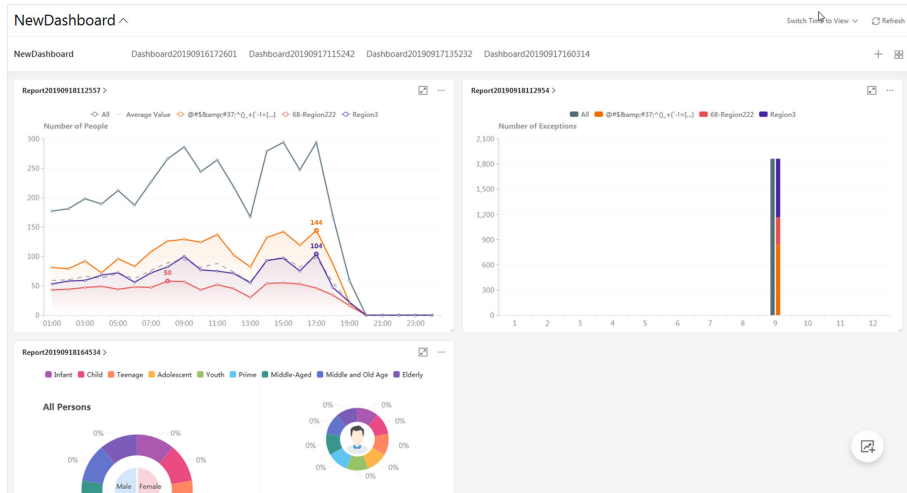 NewDashboard
Switch Time to View
Refresh
NewDashboard Dashboard20190916172601 Dashboard20190917115242 Dashboard20190917135232 Dashboard20190917160314
Report20190918112557 >
All Average Value @#$&amp;#37;^()_+{`-!=[...) 68-Region222 Region3
Number of People
300
250
200
150
100
50
0
144
104
58
01:00 03:00 05:00 07:00 09:00 11:00 13:00 15:00 17:00 19:00 21:00 23:00
Report20190918112954 >
All @#$&amp;#37;^()_+{`-!=[...) 68-Region222 Region3
Number of Exceptions
2,100
1,800
1,500
1,200
900
600
300
0
1 2 3 4 5 6 7 8 9 10 11 12
Report20190918164534 >
Infant Child Teenage Adolescent Youth Prime Middle-Aged Middle and Old Age Elderly
All Persons
0% 0%
0% 0%
Male Female
0% 0%
0% 0%
0% 0%
0% 0%
0%